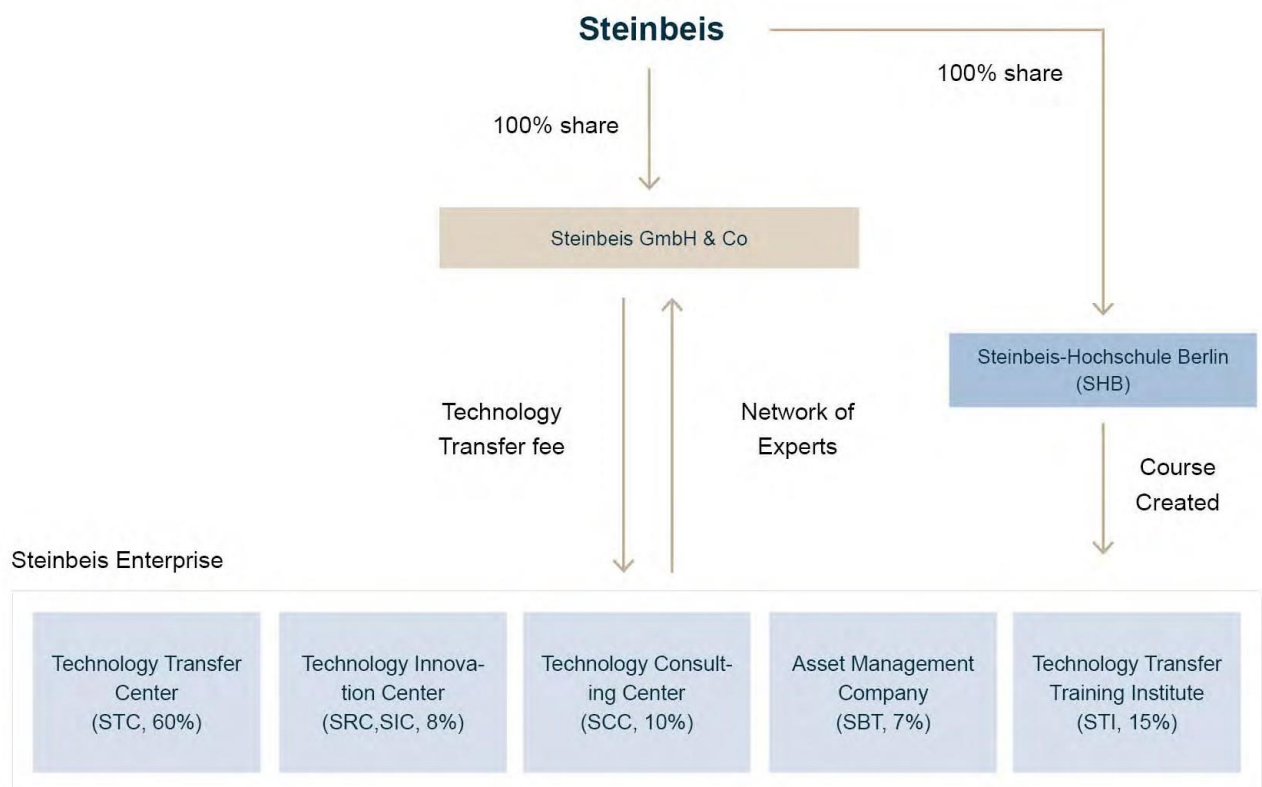 Steinbeis
100% share
100% share
Steinbeis GmbH & Co
Steinbeis-Hochschule Berlin
(SHB)
Technology
Transfer fee
Network of
Experts
Course
Created
Steinbeis Enterprise
Technology Transfer
Center
(STC, 60%)
Technology Innova-
tion Center
(SRC,SIC, 8%)
Technology Consult-
ing Center
(SCC, 10%)
Asset Management
Company
(SBT, 7%)
Technology Transfer
Training Institute
(STI, 15%)